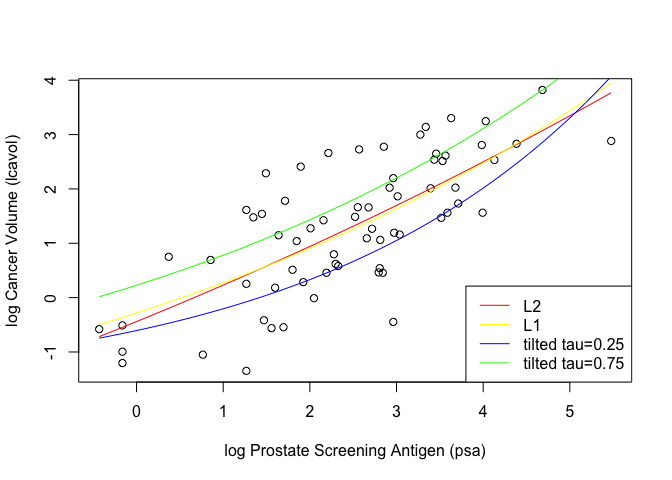 4
3
2
1
0
-1
log Cancer Volume (lcavol)
L2
L1
tilted tau=0.25
tilted tau=0.75
0 1 2 3 4 5
log Prostate Screening Antigen (psa)